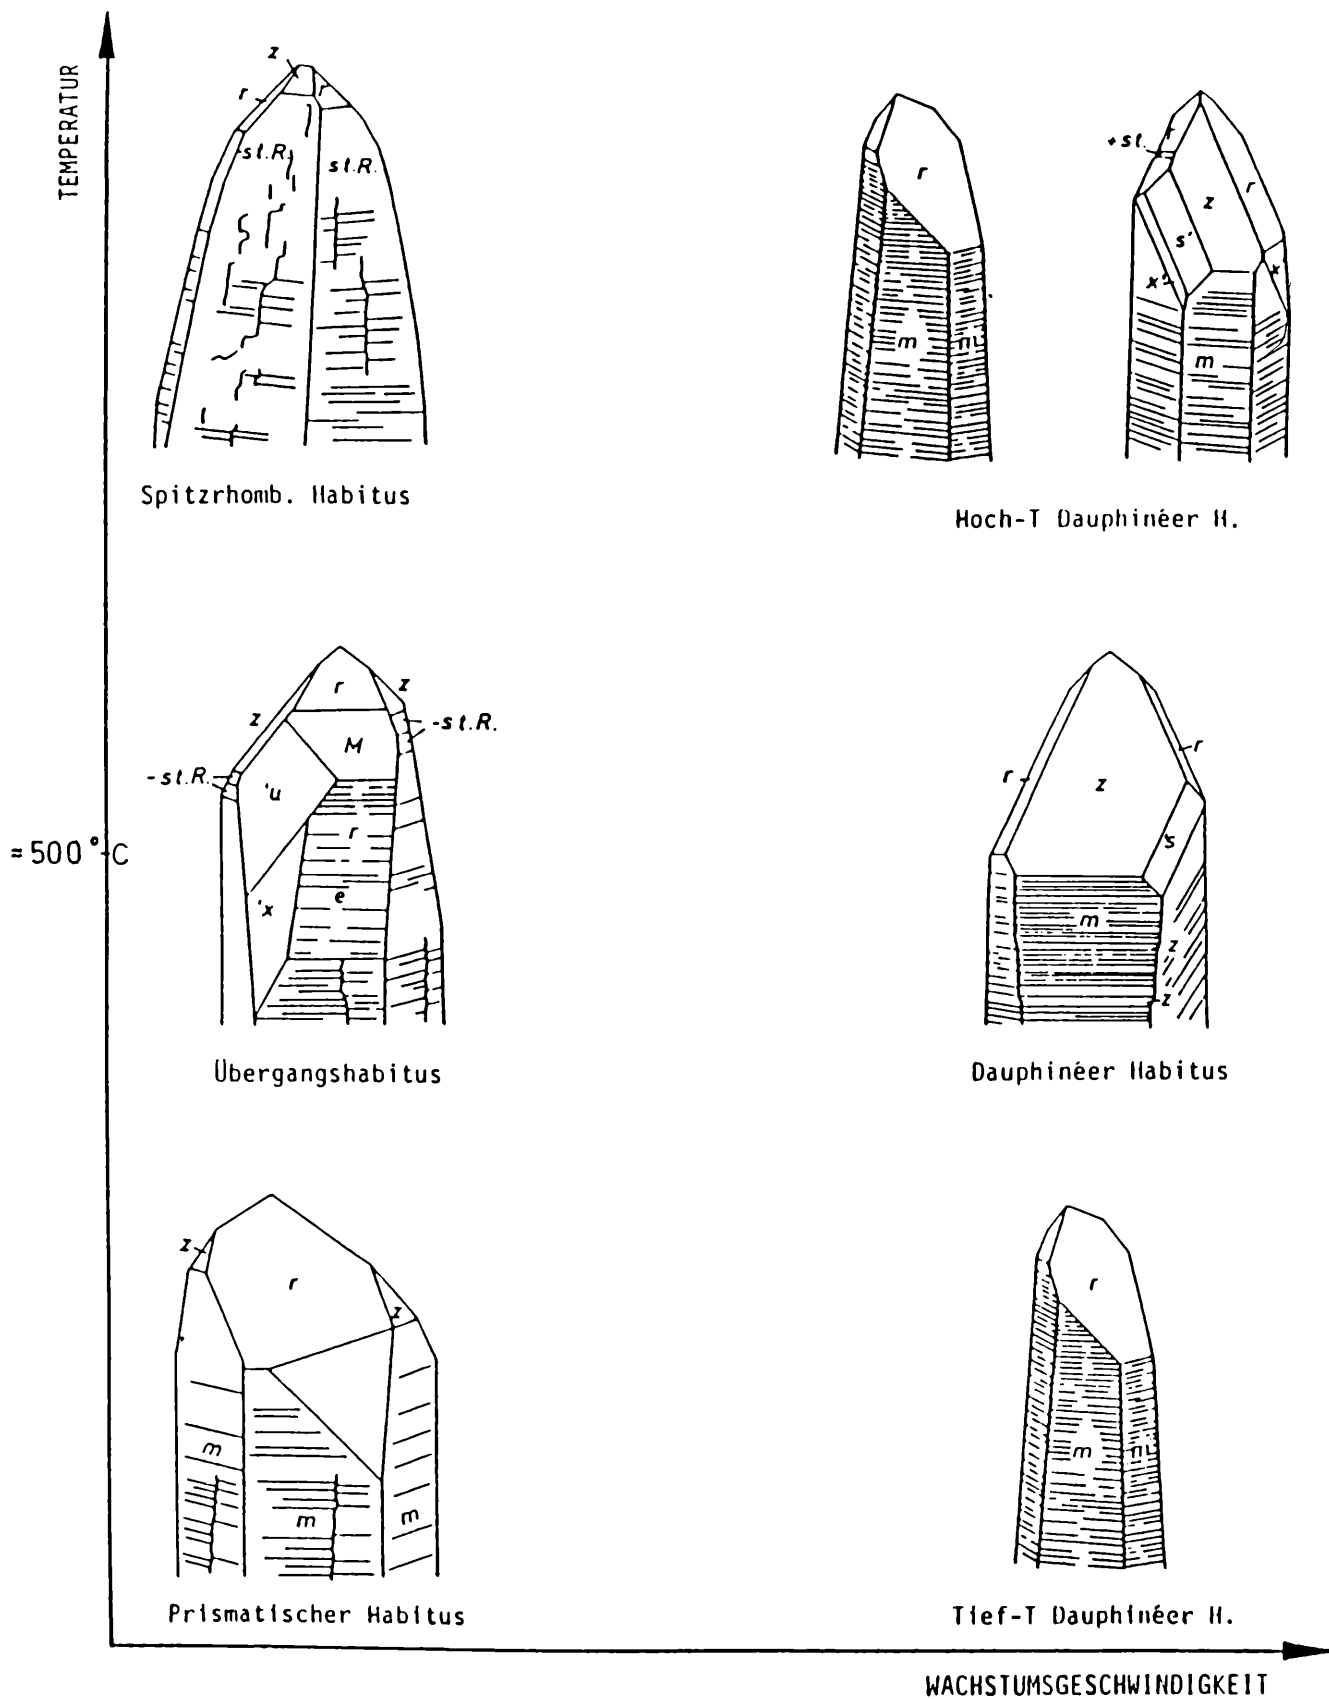 TEMPERATUR
z
r
r
st.R.
st.R.
Spitzrhomb. Habitus
r
m
m
+st.
r
z
r
s'
x'
x
m
Hoch-T Dauphinéer H.
r
z
z
-st.R.
M
-st.R.
'u
r
e
'x
≈500°C
Übergangshabitus
r
r
z
's
m
z
z
Dauphinéer Habitus
z
r
z
m
m
m
Prismatischer Habitus
r
m
m
Tief-T Dauphinéer H.
WACHSTUMSGESCHWINDIGKEIT